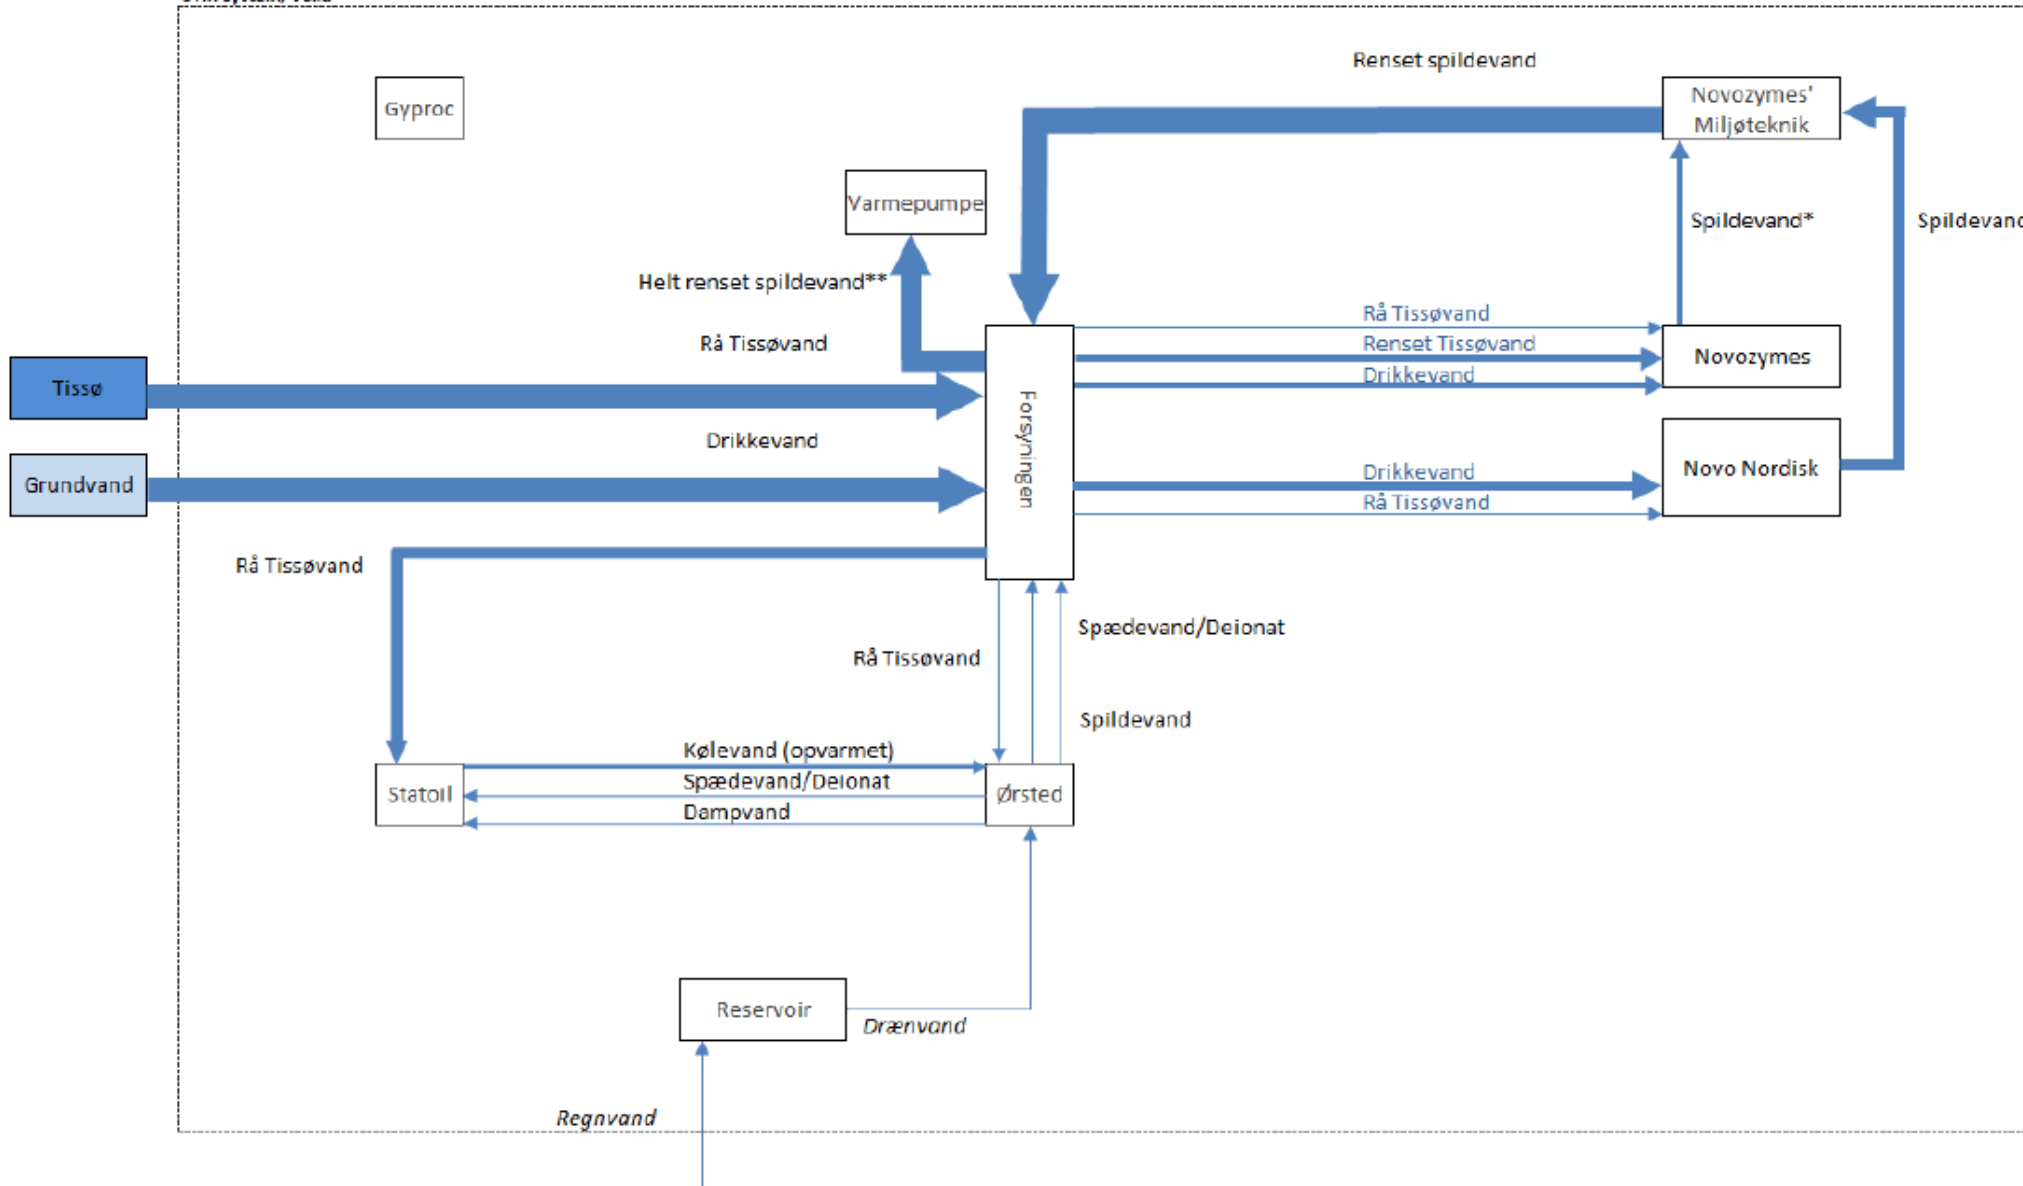 Renset spildevand
Gyproc
Novozymes'
Miljøteknik
Varmepumpe
Spildevand*
Spildevand
Helt renset spildevand**
Rå Tissøvand
Rå Tissøvand
Renset Tissøvand
Novozymes
Drikkevand
Tissø
Forsyningen
Drikkevand
Grundvand
Drikkevand
Novo Nordisk
Rå Tissøvand
Rå Tissøvand
Spædevand/Deionat
Rå Tissøvand
Spildevand
Kølevand (opvarmet)
Spædevand/Deionat
Statoil
Ørsted
Dampvand
Reservoir
Drænvand
Regnvand